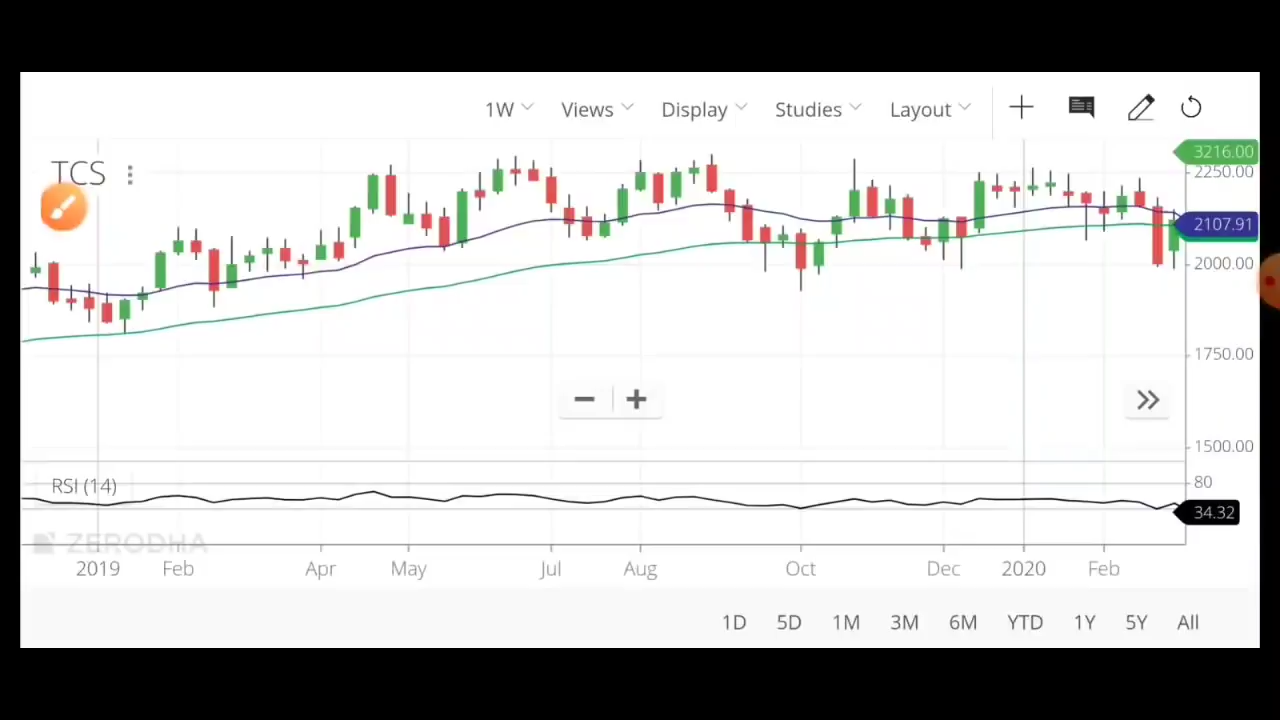 1W Views Display Studies Layout
TCS
3216.00
2250.00
2107.91
2000.00
1750.00
1500.00
RSI (14)
80
34.32
ZERODHA
2019 Feb Apr May Jul Aug Oct Dec 2020 Feb
1D 5D 1M 3M 6M YTD 1Y 5Y All